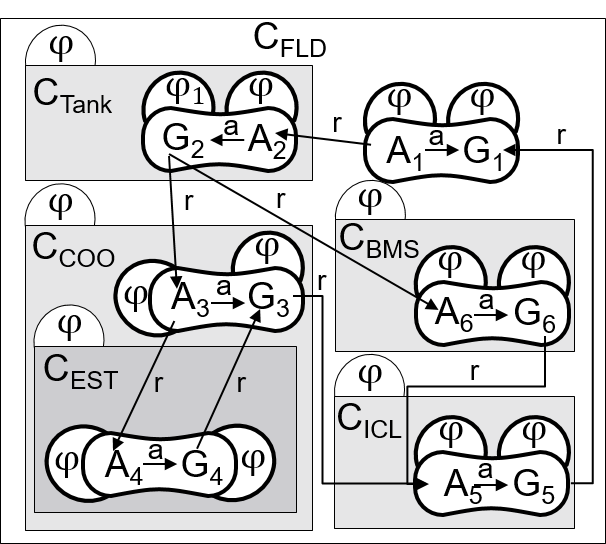 φ C_FLD
C_Tank φ1 φ φ φ
G2 a A2 r A1 a G1 r
φ r r φ
C_COO φ C_BMS φ φ
φ A3 a G3 r A6 a G6
φ
C_EST r r r φ
C_ICL φ φ
φ A4 a G4 φ A5 a G5